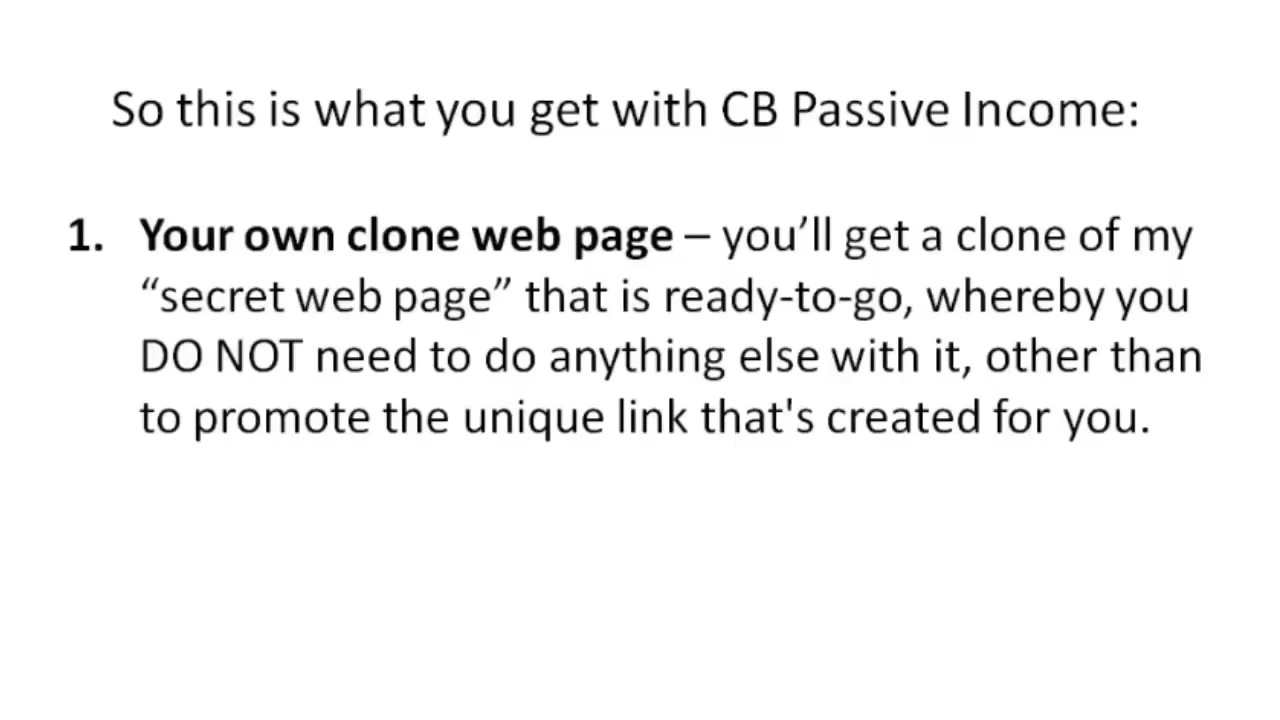 So this is what you get with CB Passive Income:
1. Your own clone web page – you’ll get a clone of my
“secret web page” that is ready-to-go, whereby you
DO NOT need to do anything else with it, other than
to promote the unique link that's created for you.